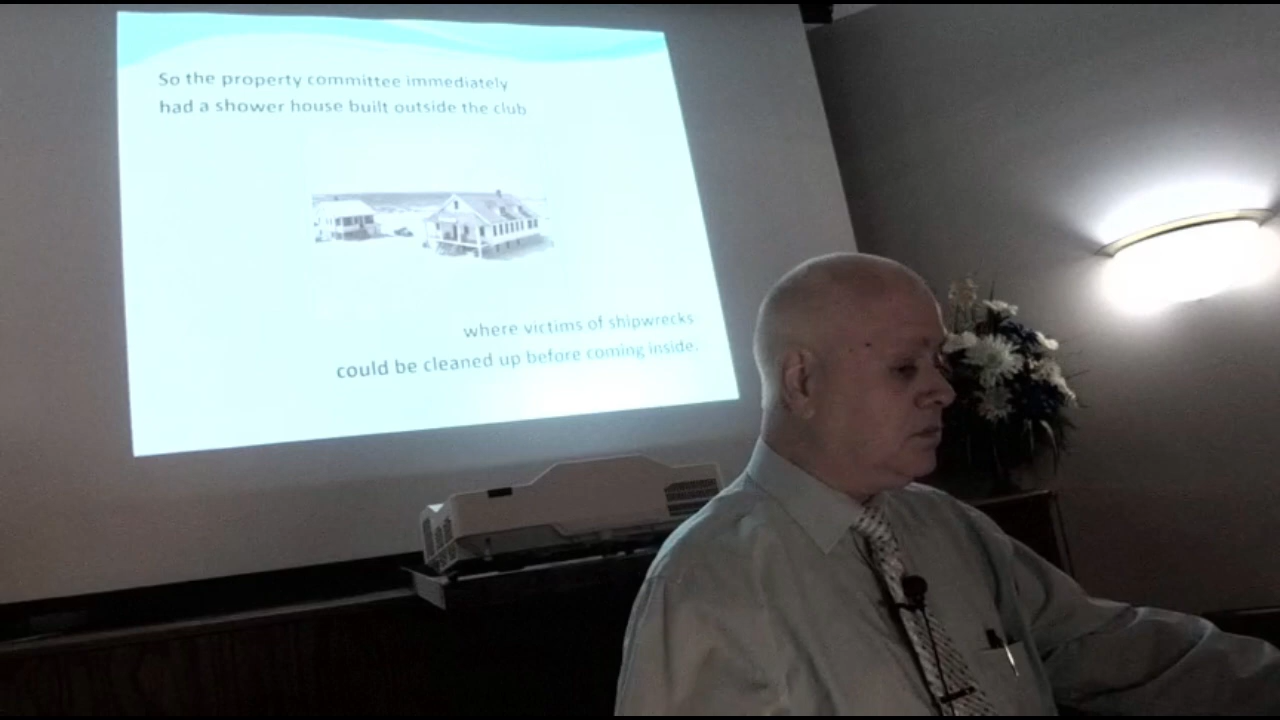 So the property committee immediately
had a shower house built outside the club
where victims of shipwrecks
could be cleaned up before coming inside.